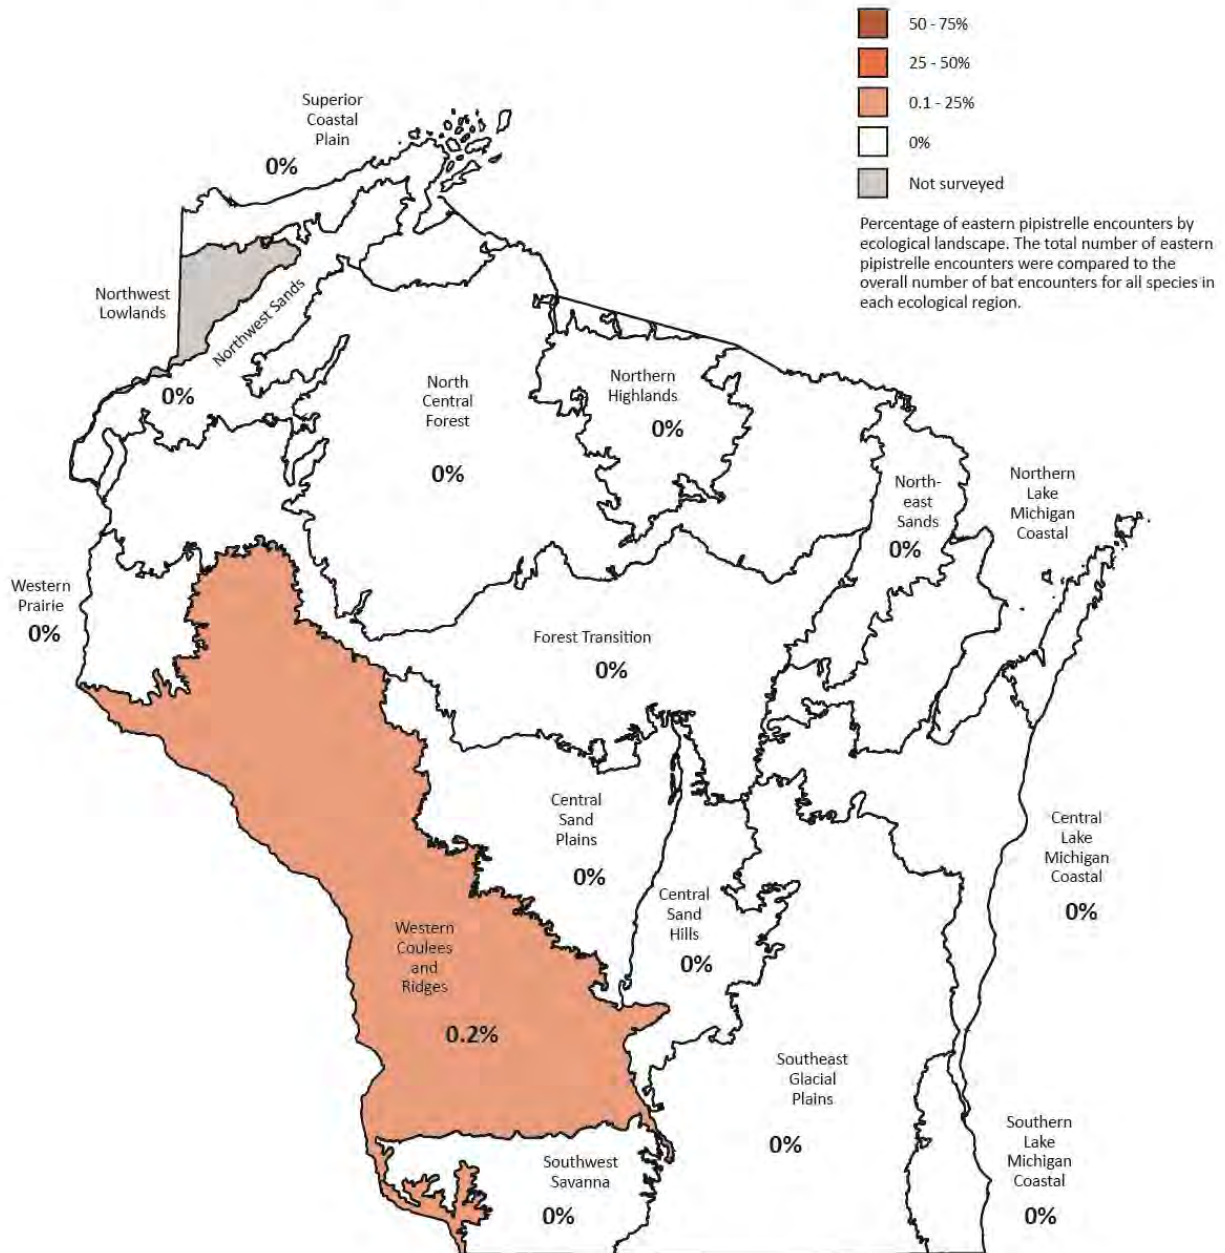 50 - 75%
25 - 50%
0.1 - 25%
0%
Not surveyed
Percentage of eastern pipistrelle encounters by
ecological landscape. The total number of eastern
pipistrelle encounters were compared to the
overall number of bat encounters for all species in
each ecological region.
Superior
Coastal
Plain
0%
Northwest
Lowlands
Northwest Sands
0%
North
Central
Forest
0%
Northern
Highlands
0%
North-
east
Sands
0%
Northern
Lake
Michigan
Coastal
Western
Prairie
0%
Forest Transition
0%
Central
Sand
Plains
0%
Central
Sand
Hills
0%
Central
Lake
Michigan
Coastal
0%
Western
Coulees
and
Ridges
0.2%
Southeast
Glacial
Plains
0%
Southwest
Savanna
0%
Southern
Lake
Michigan
Coastal
0%